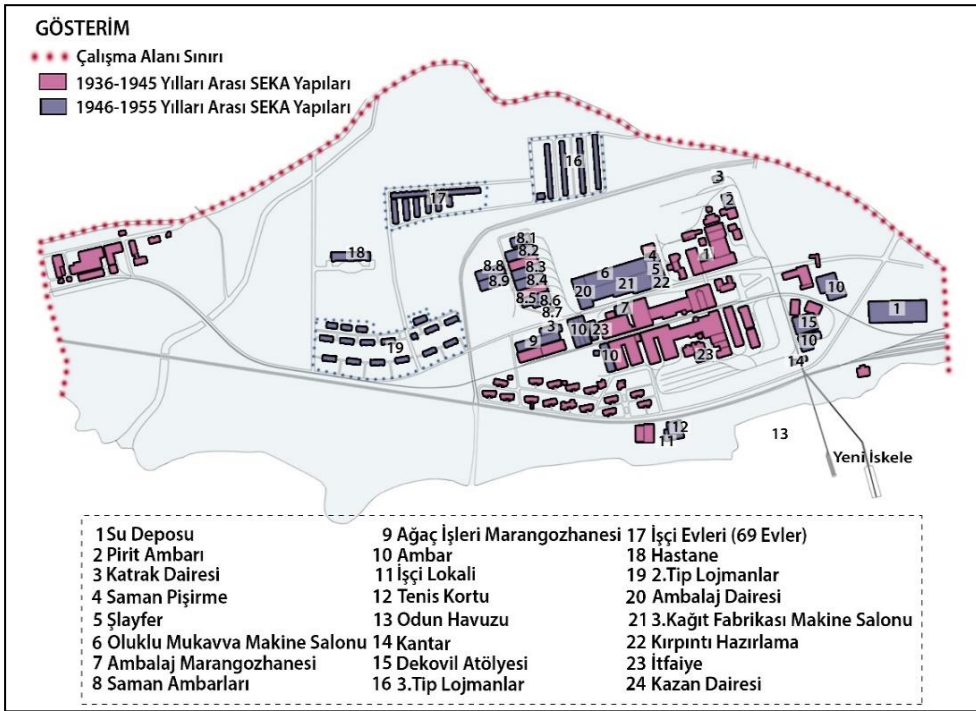 GÖSTERİM
Çalışma Alanı Sınırı
1936-1945 Yılları Arası SEKA Yapıları
1946-1955 Yılları Arası SEKA Yapıları
16
3
17
2
8.1
8.2
18
4
1
8.8
8.3
6
5
8.9
8.4
21
22
20
10
8.5
8.6
7
1
8.7
3
15
9
10
23
10
19
10
23
14
12
11
13
Yeni İskele
1 Su Deposu
2 Pirit Ambarı
3 Katrak Dairesi
4 Saman Pişirme
5 Şlayfer
6 Oluklu Mukavva Makine Salonu
7 Ambalaj Marangozhanesi
8 Saman Ambarları
9 Ağaç İşleri Marangozhanesi
10 Ambar
11 İşçi Lokali
12 Tenis Kortu
13 Odun Havuzu
14 Kantar
15 Dekovil Atölyesi
16 3.Tip Lojmanlar
17 İşçi Evleri (69 Evler)
18 Hastane
19 2.Tip Lojmanlar
20 Ambalaj Dairesi
21 3.Kağıt Fabrikası Makine Salonu
22 Kırpıntı Hazırlama
23 İtfaiye
24 Kazan Dairesi